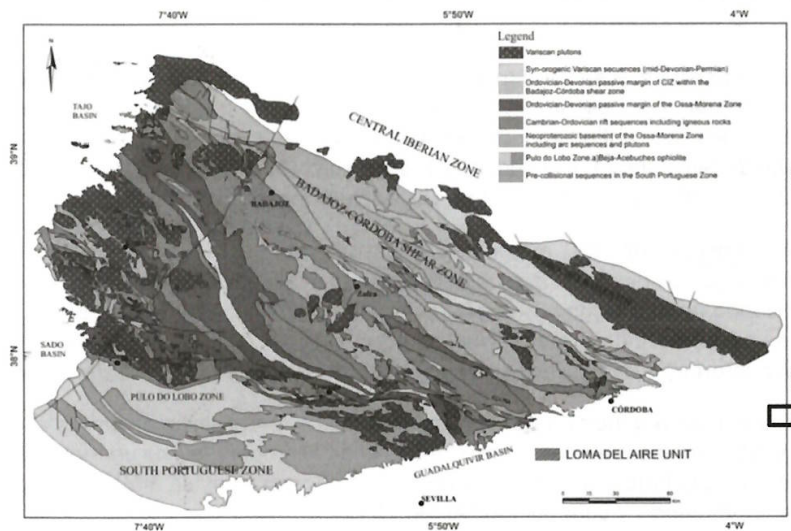 7°40'W
5°50'W
4°W
Legend
Variscan plutons
Syn-orogenic Variscan secuences (mid-Devonian-Permian)
Ordovician-Devonian passive margin of CIZ within the
Badajoz-Córdoba shear zone
Ordovician-Devonian passive margin of the Ossa-Morena Zone
Cambrian-Ordovician rift sequences including igneous rocks
Neoproterozoic basement of the Ossa-Morena Zone
including arc sequences and plutons
Pulo do Lobo Zone.a)Beja-Acebuches ophiolite
Pre-collisional sequences in the South Portuguese Zone
N
TAJO
BASIN
CENTRAL IBERIAN ZONE
39°N
BADAJOZ
BADAJOZ-CÓRDOBA SHEAR ZONE
Zafra
SADO
BASIN
38°N
38°N
PULO DO LOBO ZONE
CÓRDOBA
SOUTH PORTUGUESE ZONE
GUADALQUIVIR BASIN
LOMA DEL AIRE UNIT
SEVILLA
7°40'W
5°50'W
4°W